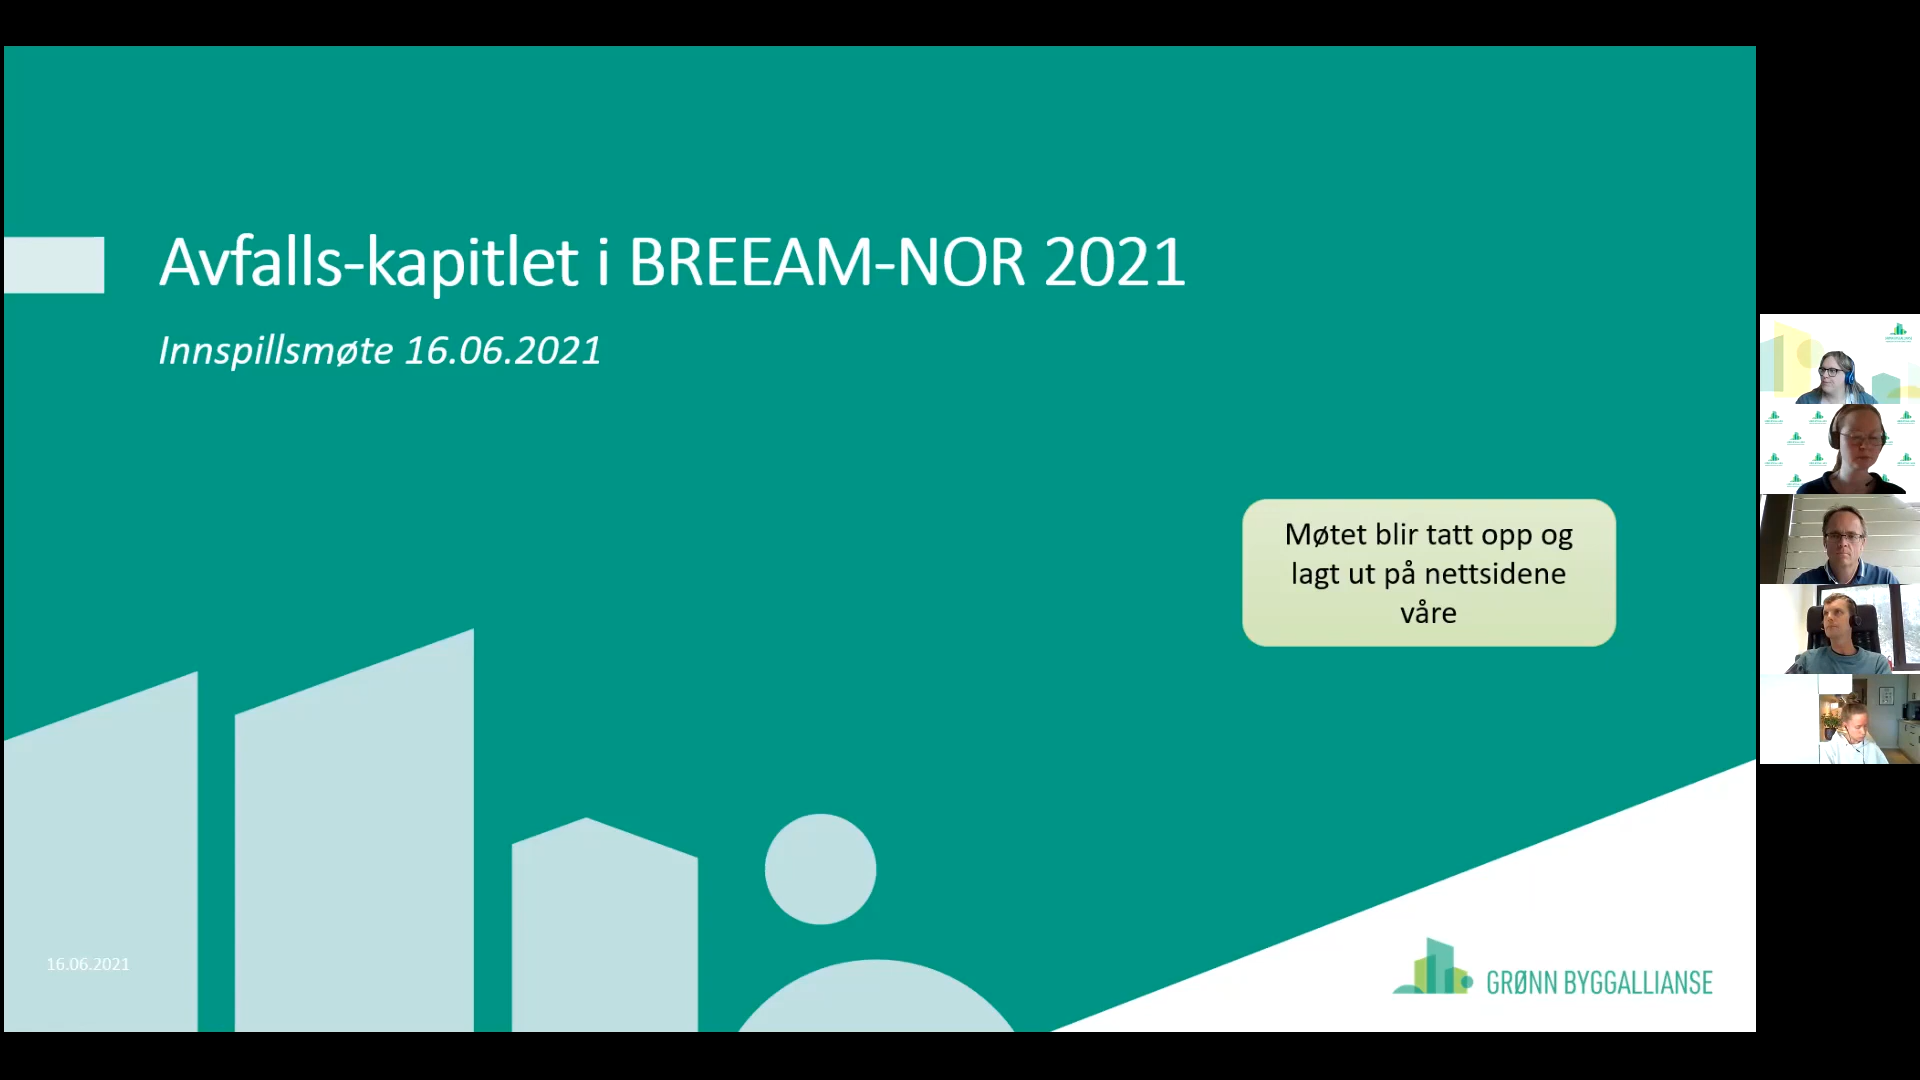 Avfalls-kapitlet i BREEAM-NOR 2021
Innspillsmøte 16.06.2021
Møtet blir tatt opp og
lagt ut på nettsidene
våre
16.06.2021
GRØNN BYGGALLIANSE